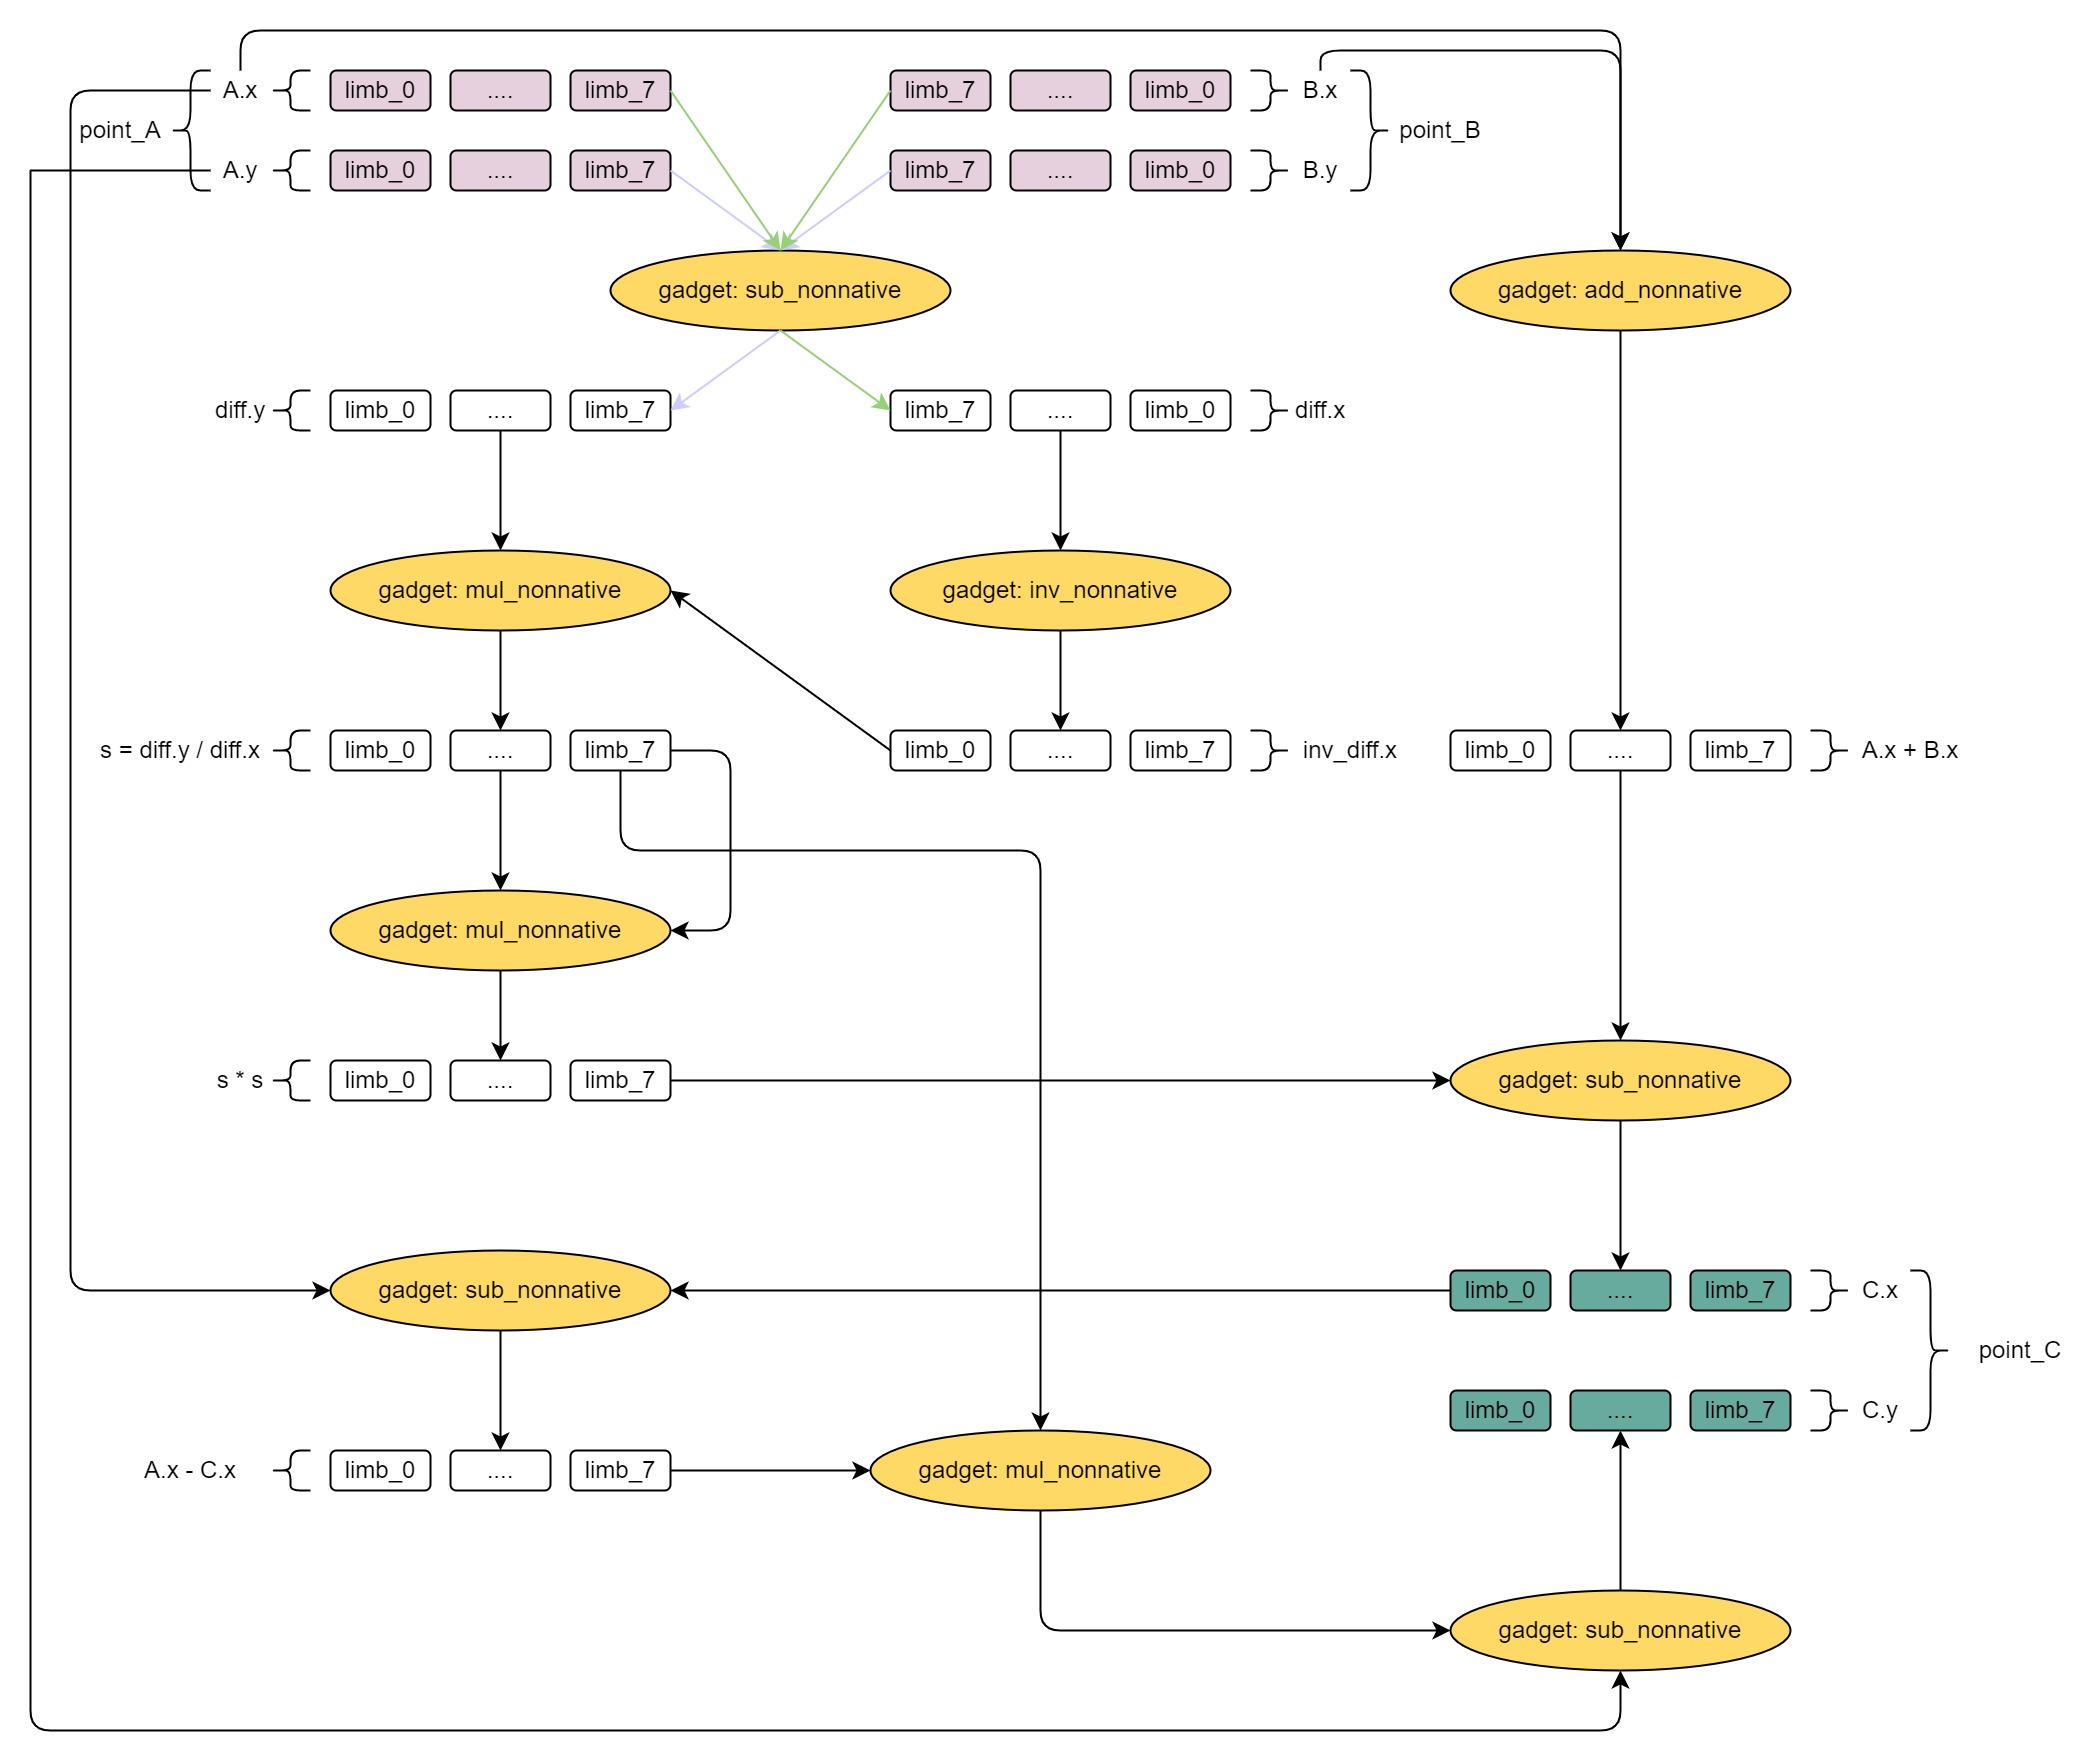 A.x limb_0 .... limb_7 limb_7 .... limb_0 B.x
point_A point_B
A.y limb_0 .... limb_7 limb_7 .... limb_0 B.y
gadget: sub_nonnative gadget: add_nonnative
diff.y limb_0 .... limb_7 limb_7 .... limb_0 diff.x
gadget: mul_nonnative gadget: inv_nonnative
s = diff.y / diff.x limb_0 .... limb_7 limb_0 .... limb_7 inv_diff.x limb_0 .... limb_7 A.x + B.x
gadget: mul_nonnative
s * s limb_0 .... limb_7 gadget: sub_nonnative
gadget: sub_nonnative limb_0 .... limb_7 C.x
point_C
limb_0 .... limb_7 C.y
A.x - C.x limb_0 .... limb_7 gadget: mul_nonnative
gadget: sub_nonnative